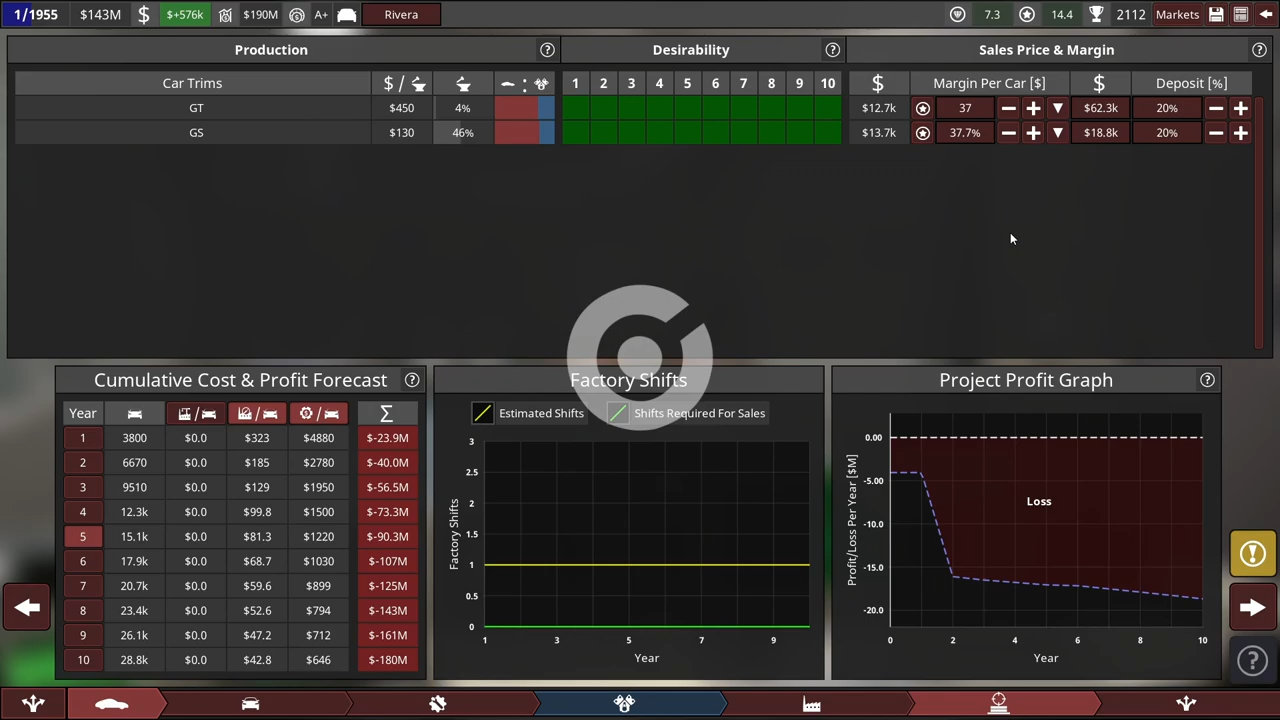 1/1955 $143M $ $+576k $190M A+ Rivera 7.3 14.4 2112 Markets
Production ? Desirability ? Sales Price & Margin ?
Car Trims $ / : 1 2 3 4 5 6 7 8 9 10 $ Margin Per Car [$] $ Deposit [%]
GT $450 4% $12.7k 37 $62.3k 20%
GS $130 46% $13.7k 37.7% $18.8k 20%
Cumulative Cost & Profit Forecast ?
Year / / / Σ
1 3800 $0.0 $323 $4880 $-23.9M
2 6670 $0.0 $185 $2780 $-40.0M
3 9510 $0.0 $129 $1950 $-56.5M
4 12.3k $0.0 $99.8 $1500 $-73.3M
5 15.1k $0.0 $81.3 $1220 $-90.3M
6 17.9k $0.0 $68.7 $1030 $-107M
7 20.7k $0.0 $59.6 $899 $-125M
8 23.4k $0.0 $52.6 $794 $-143M
9 26.1k $0.0 $47.2 $712 $-161M
10 28.8k $0.0 $42.8 $646 $-180M
Factory Shifts
Estimated Shifts Shifts Required For Sales
Factory Shifts
3
2.5
2
1.5
1
0.5
0
1 3 5 7 9
Year
Project Profit Graph ?
Profit/Loss Per Year [$M]
0.00
-5.00
-10.0
-15.0
-20.0
Loss
0 2 4 6 8 10
Year
?